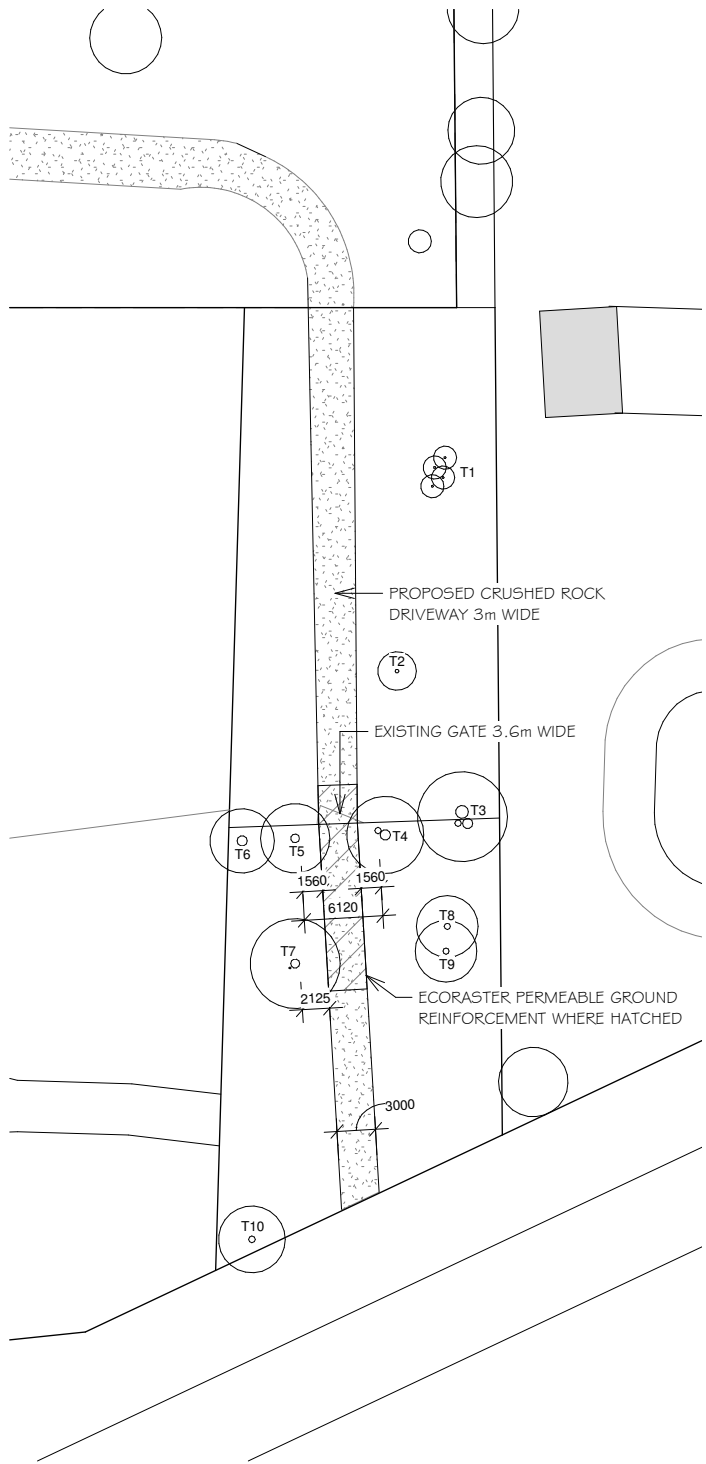 T1
PROPOSED CRUSHED ROCK
DRIVEWAY 3m WIDE
T2
EXISTING GATE 3.6m WIDE
T3
T4
T5
T6
1560
1560
6120
T8
T7
T9
2125
ECORASTER PERMEABLE GROUND
REINFORCEMENT WHERE HATCHED
3000
T10